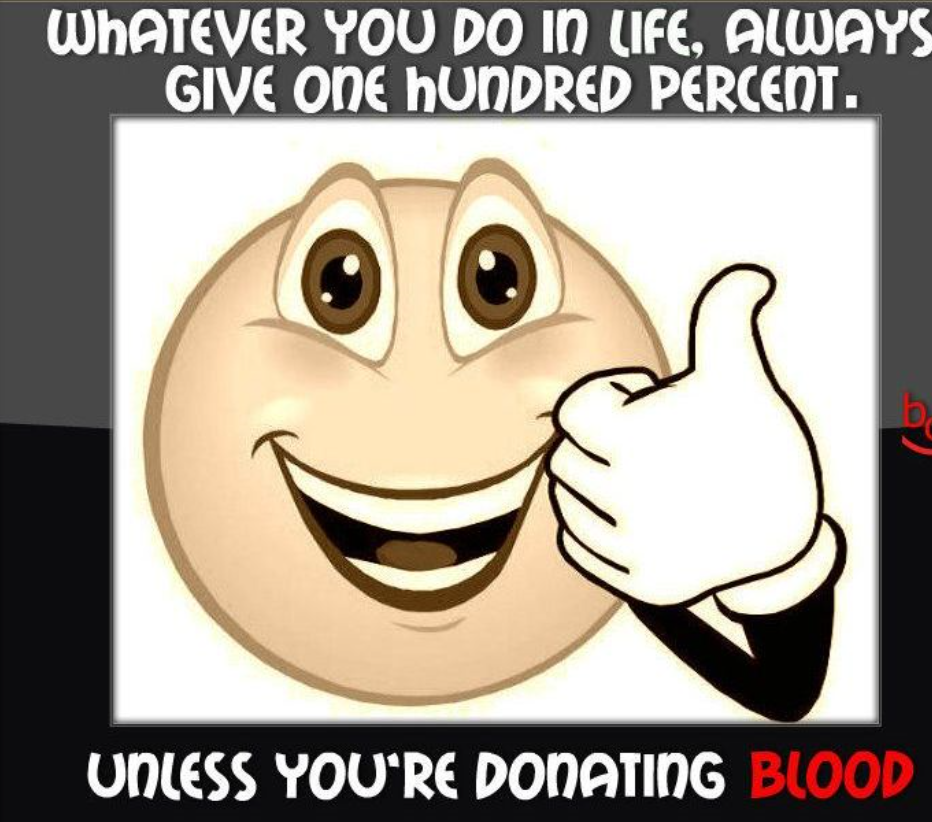 WhATEVER YOU DO IN LIFE, ALWAYS
GIVE ONE hUNDRED PERCENT.
UNLESS YOU'RE DONATING BLOOD